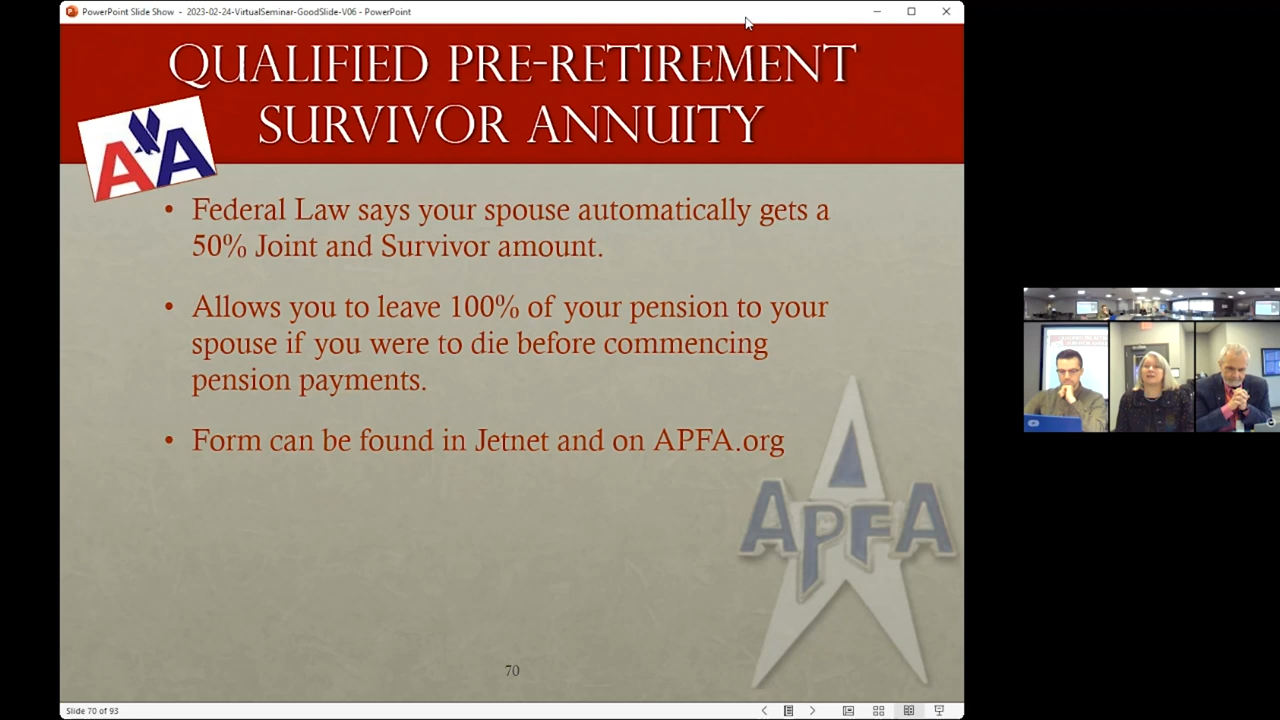 PowerPoint Slide Show - 2023-02-24-VirtualSeminar-GoodSlide-V06 - PowerPoint
QUALIFIED PRE-RETIREMENT
SURVIVOR ANNUITY
AA
• Federal Law says your spouse automatically gets a
50% Joint and Survivor amount.
• Allows you to leave 100% of your pension to your
spouse if you were to die before commencing
pension payments.
• Form can be found in Jetnet and on APFA.org
APFA
70
Slide 70 of 93